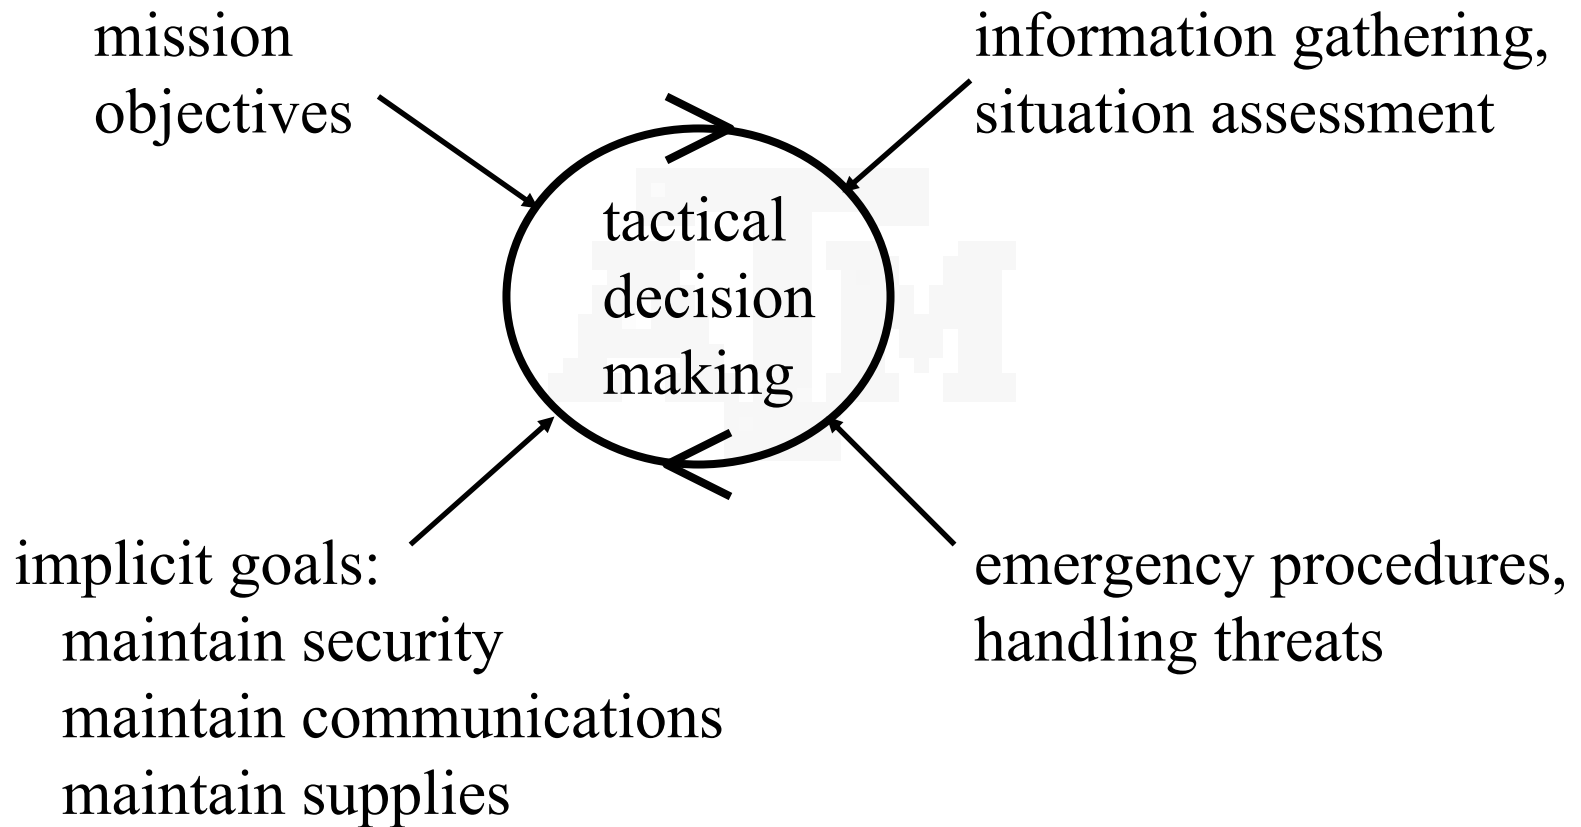 mission
objectives
information gathering,
situation assessment
tactical
decision
making
implicit goals:
maintain security
maintain communications
maintain supplies
emergency procedures,
handling threats